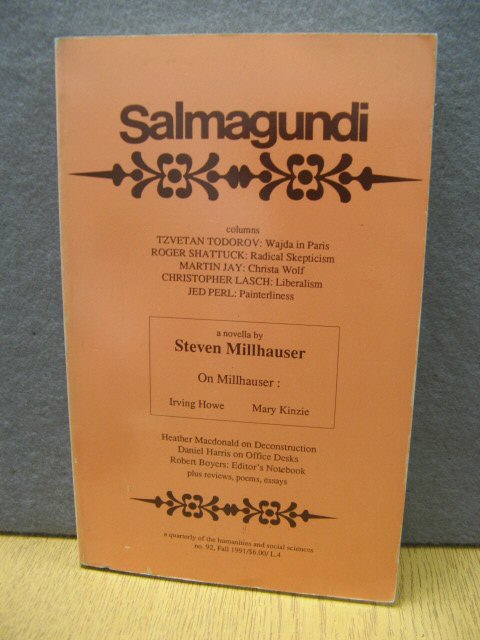 Salmagundi
columns
TZVETAN TODOROV: Wajda in Paris
ROGER SHATTUCK: Radical Skepticism
MARTIN JAY: Christa Wolf
CHRISTOPHER LASCH: Liberalism
JED PERL: Painterliness
a novella by
Steven Millhauser
On Millhauser :
Irving Howe Mary Kinzie
Heather Macdonald on Deconstruction
Daniel Harris on Office Desks
Robert Boyers: Editor's Notebook
plus reviews, poems, essays
a quarterly of the humanities and social sciences
no. 92, Fall 1991/$6.00/ L.4